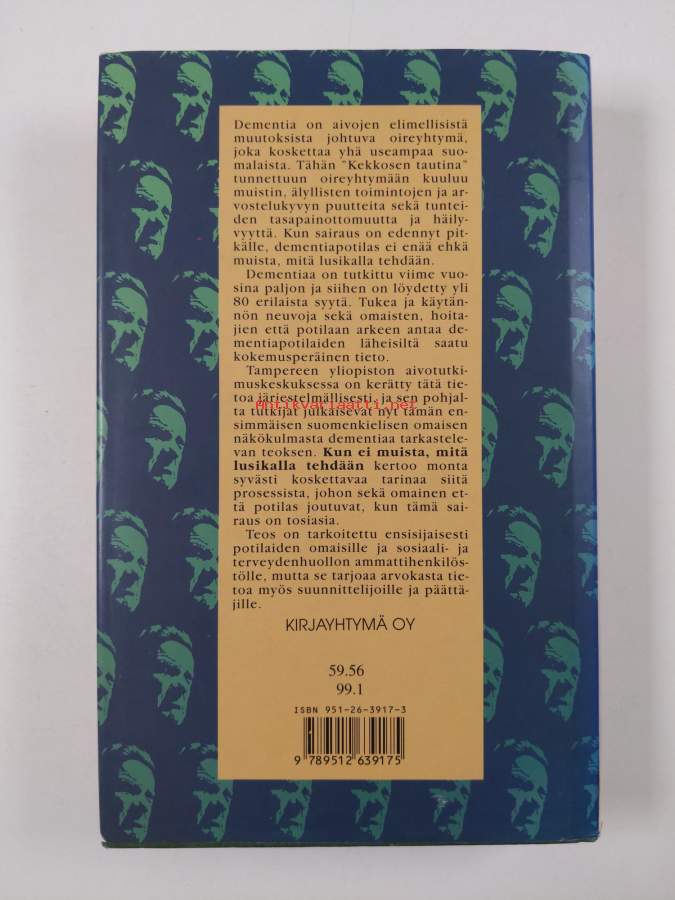 Dementia on aivojen elimellisistä
muutoksista johtuva oireyhtymä,
joka koskettaa yhä useampaa suo-
malaista. Tähän "Kekkosen tautina"
tunnettuun oireyhtymään kuuluu
muistin, älyllisten toimintojen ja ar-
vostelukyvyn puutteita sekä tuntei-
den tasapainottomuutta ja häily-
vyyttä. Kun sairaus on edennyt pit-
källe, dementiapotilas ei enää ehkä
muista, mitä lusikalla tehdään.
Dementiaa on tutkittu viime vuo-
sina paljon ja siihen on löydetty yli
80 erilaista syytä. Tukea ja käytän-
nön neuvoja sekä omaisten, hoita-
jien että potilaan arkeen antaa de-
mentiapotilaiden läheisiltä saatu
kokemusperäinen tieto.
Tampereen yliopiston aivotutki-
muskeskuksessa on kerätty tätä tie-
toa järjestelmällisesti, ja sen pohjal-
antikvariaatti.net
ta tutkijat julkaisevat nyt tämän en-
simmäisen suomenkielisen omaisen
näkökulmasta dementiaa tarkastele-
van teoksen. Kun ei muista, mitä
lusikalla tehdään kertoo monta
syvästi koskettavaa tarinaa siitä
prosessista, johon sekä omainen et-
tä potilas joutuvat, kun tämä sai-
raus on tosiasia.
Teos on tarkoitettu ensisijaisesti
potilaiden omaisille ja sosiaali- ja
terveydenhuollon ammattihenkilös-
tölle, mutta se tarjoaa arvokasta tie-
toa myös suunnittelijoille ja päättä-
jille.
KIRJAYHTYMÄ OY
59.56
99.1
ISBN 951-26-3917-3
9 789512 639175